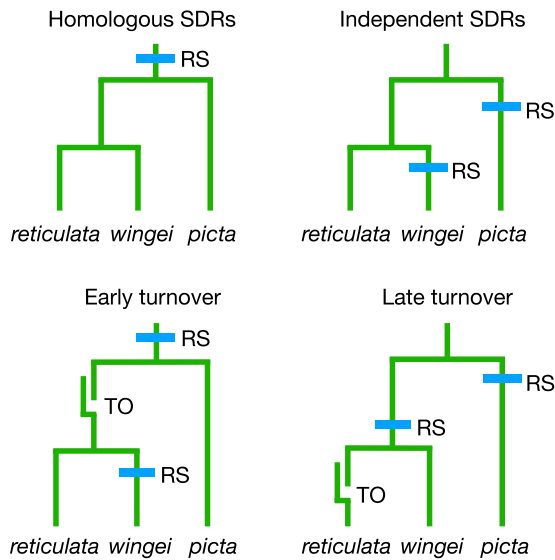 Homologous SDRs
RS
reticulata wingei picta
Independent SDRs
RS
RS
reticulata wingei picta
Early turnover
RS
TO
RS
reticulata wingei picta
Late turnover
RS
RS
TO
reticulata wingei picta